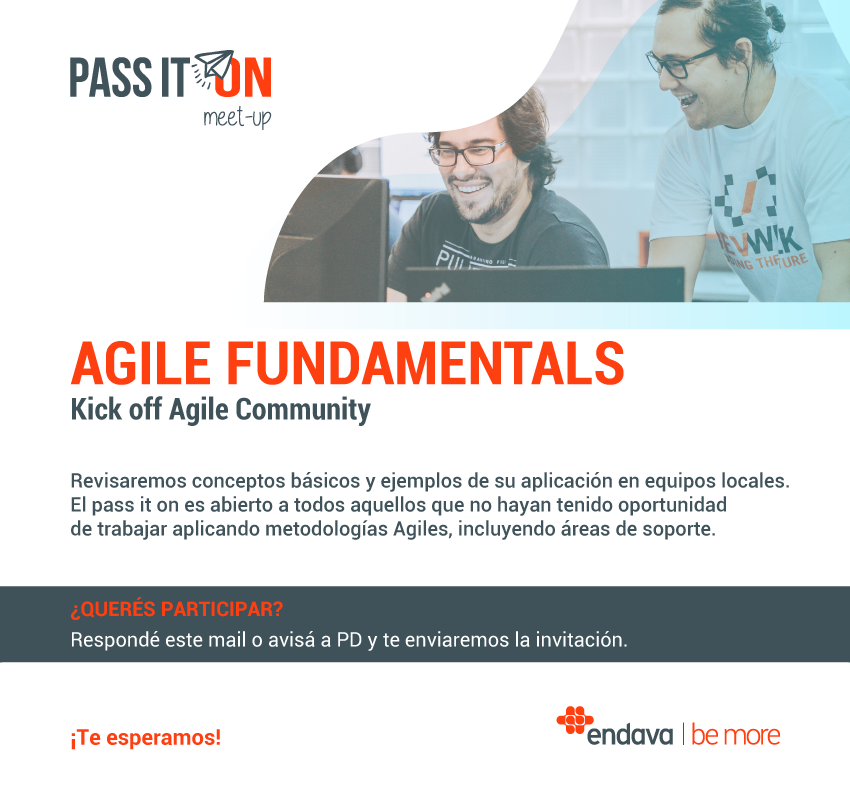 PASS IT ON
meet-up
AGILE FUNDAMENTALS
Kick off Agile Community
Revisaremos conceptos básicos y ejemplos de su aplicación en equipos locales.
El pass it on es abierto a todos aquellos que no hayan tenido oportunidad
de trabajar aplicando metodologías Agiles, incluyendo áreas de soporte.
¿QUERÉS PARTICIPAR?
Respondé este mail o avisá a PD y te enviaremos la invitación.
¡Te esperamos!
endava | be more